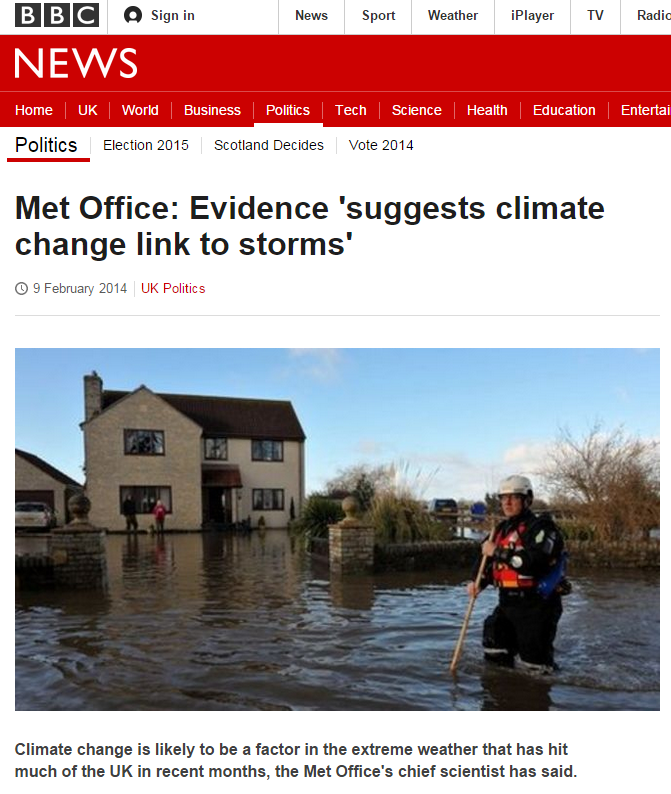 BBC Sign in News Sport Weather iPlayer TV Radio
NEWS
Home UK World Business Politics Tech Science Health Education Entertai
Politics Election 2015 Scotland Decides Vote 2014
Met Office: Evidence 'suggests climate
change link to storms'
9 February 2014 UK Politics
Climate change is likely to be a factor in the extreme weather that has hit
much of the UK in recent months, the Met Office's chief scientist has said.